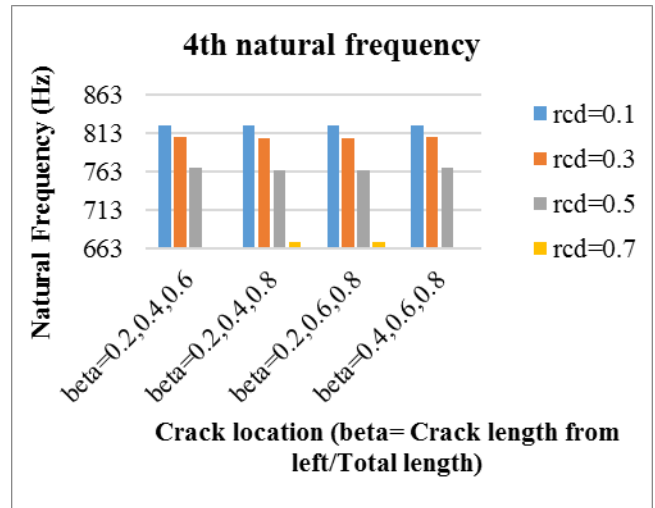 4th natural frequency
Natural Frequency (Hz)
863
813
763
713
663
rcd=0.1
rcd=0.3
rcd=0.5
rcd=0.7
beta=0.2,0.4,0.6
beta=0.2,0.4,0.8
beta=0.2,0.6,0.8
beta=0.4,0.6,0.8
Crack location (beta= Crack length from
left/Total length)